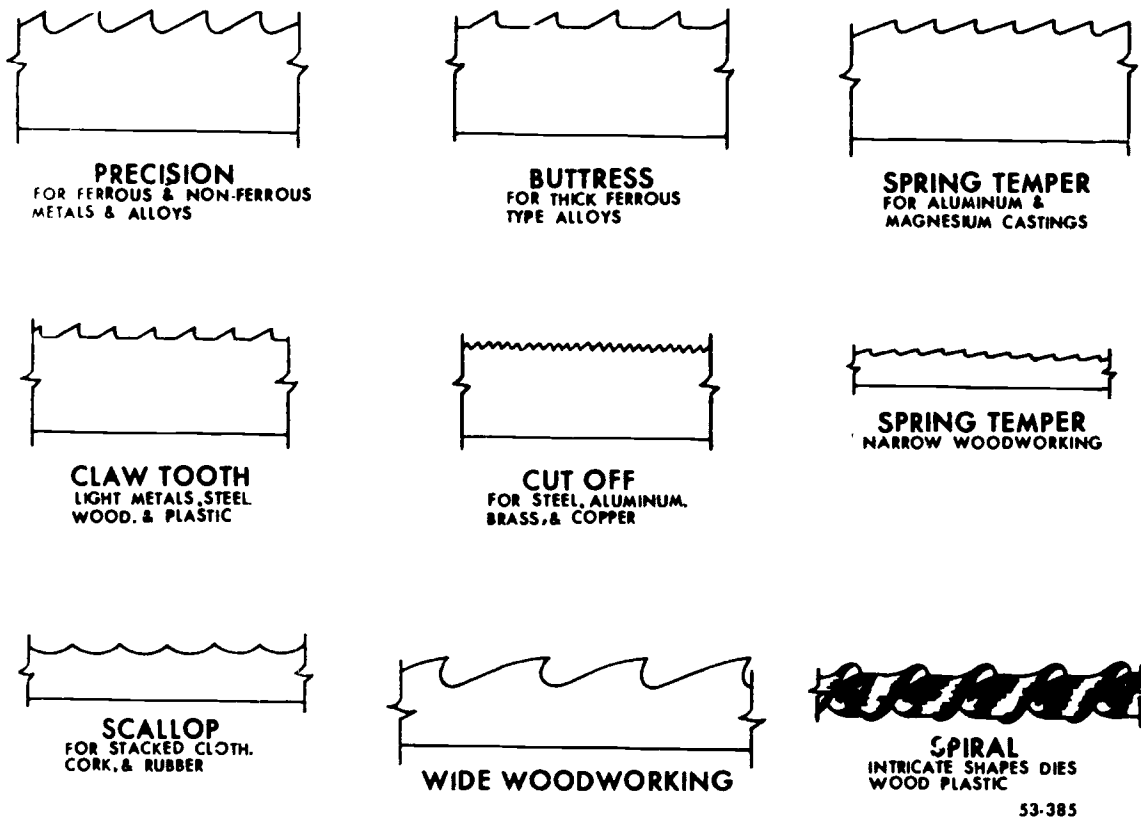 PRECISION
FOR FERROUS & NON-FERROUS
METALS & ALLOYS
BUTTRESS
FOR THICK FERROUS
TYPE ALLOYS
SPRING TEMPER
FOR ALUMINUM &
MAGNESIUM CASTINGS
CLAW TOOTH
LIGHT METALS, STEEL
WOOD. & PLASTIC
CUT OFF
FOR STEEL, ALUMINUM.
BRASS,& COPPER
SPRING TEMPER
NARROW WOODWORKING
SCALLOP
FOR STACKED CLOTH.
CORK, & RUBBER
WIDE WOODWORKING
SPIRAL
INTRICATE SHAPES DIES
WOOD PLASTIC
53-385